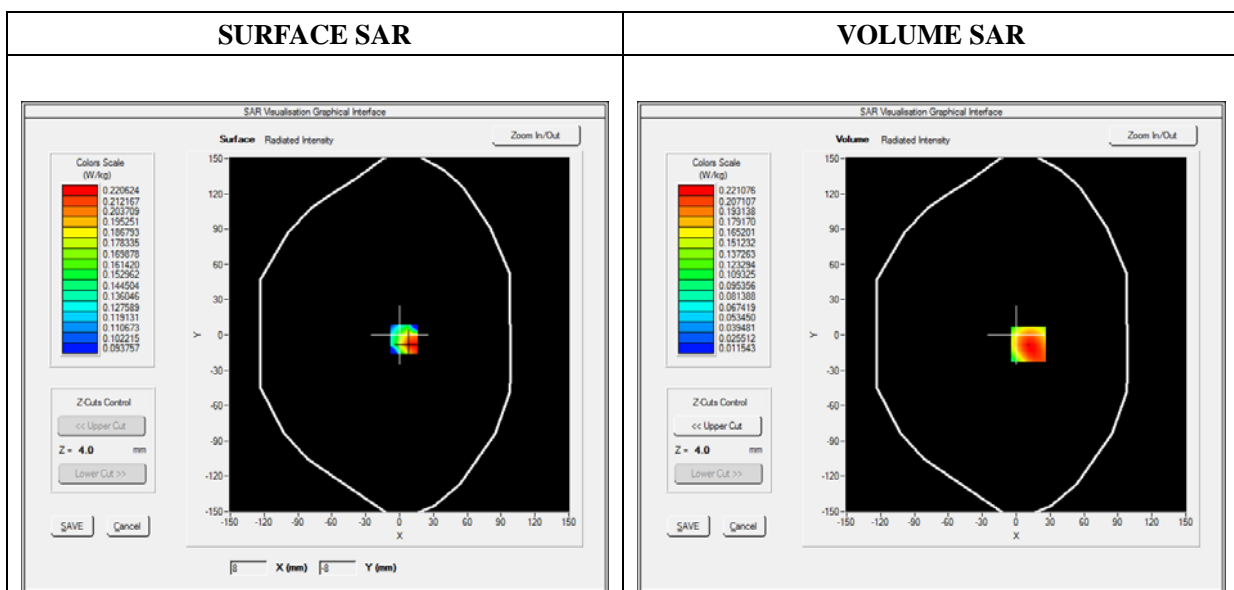 SURFACE SAR
VOLUME SAR
SAR Visualisation Graphical Interface
Surface Radiated Intensity
Zoom In/Out
Colors Scale
(W/kg)
0.220624
0.212167
0.203709
0.195251
0.186793
0.178335
0.169878
0.161420
0.152962
0.144504
0.136046
0.127589
0.119131
0.110673
0.102215
0.093757
Z-Cuts Control
<< Upper Cut
Z = 4.0 mm
Lower Cut >>
SAVE Cancel
150
120
90
60
30
0
-30
-60
-90
-120
-150
Y
-150 -120 -90 -60 -30 0 30 60 90 120 150
X
8 X (mm) -8 Y (mm)
SAR Visualisation Graphical Interface
Volume Radiated Intensity
Zoom In/Out
Colors Scale
(W/kg)
0.221076
0.207107
0.193138
0.179170
0.165201
0.151232
0.137263
0.123294
0.109325
0.095356
0.081388
0.067419
0.053450
0.039481
0.025512
0.011543
Z-Cuts Control
<< Upper Cut
Z = 4.0 mm
Lower Cut >>
SAVE Cancel
150
120
90
60
30
0
-30
-60
-90
-120
-150
Y
-150 -120 -90 -60 -30 0 30 60 90 120 150
X